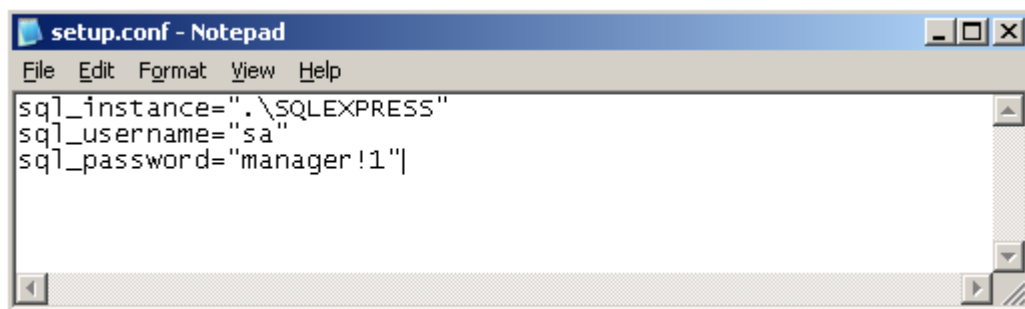 setup.conf - Notepad
File Edit Format View Help
sql_instance=".\SQLEXPRESS"
sql_username="sa"
sql_password="manager!1"